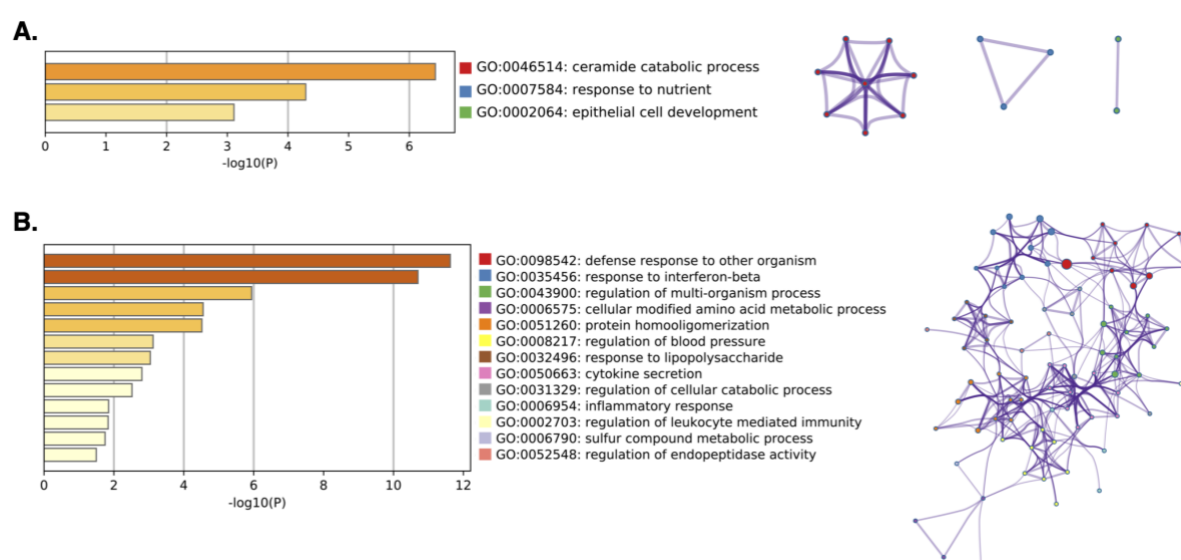 A.
GO:0046514: ceramide catabolic process
GO:0007584: response to nutrient
GO:0002064: epithelial cell development
0 1 2 3 4 5 6
-log10(P)
B.
GO:0098542: defense response to other organism
GO:0035456: response to interferon-beta
GO:0043900: regulation of multi-organism process
GO:0006575: cellular modified amino acid metabolic process
GO:0051260: protein homooligomerization
GO:0008217: regulation of blood pressure
GO:0032496: response to lipopolysaccharide
GO:0050663: cytokine secretion
GO:0031329: regulation of cellular catabolic process
GO:0006954: inflammatory response
GO:0002703: regulation of leukocyte mediated immunity
GO:0006790: sulfur compound metabolic process
GO:0052548: regulation of endopeptidase activity
0 2 4 6 8 10 12
-log10(P)